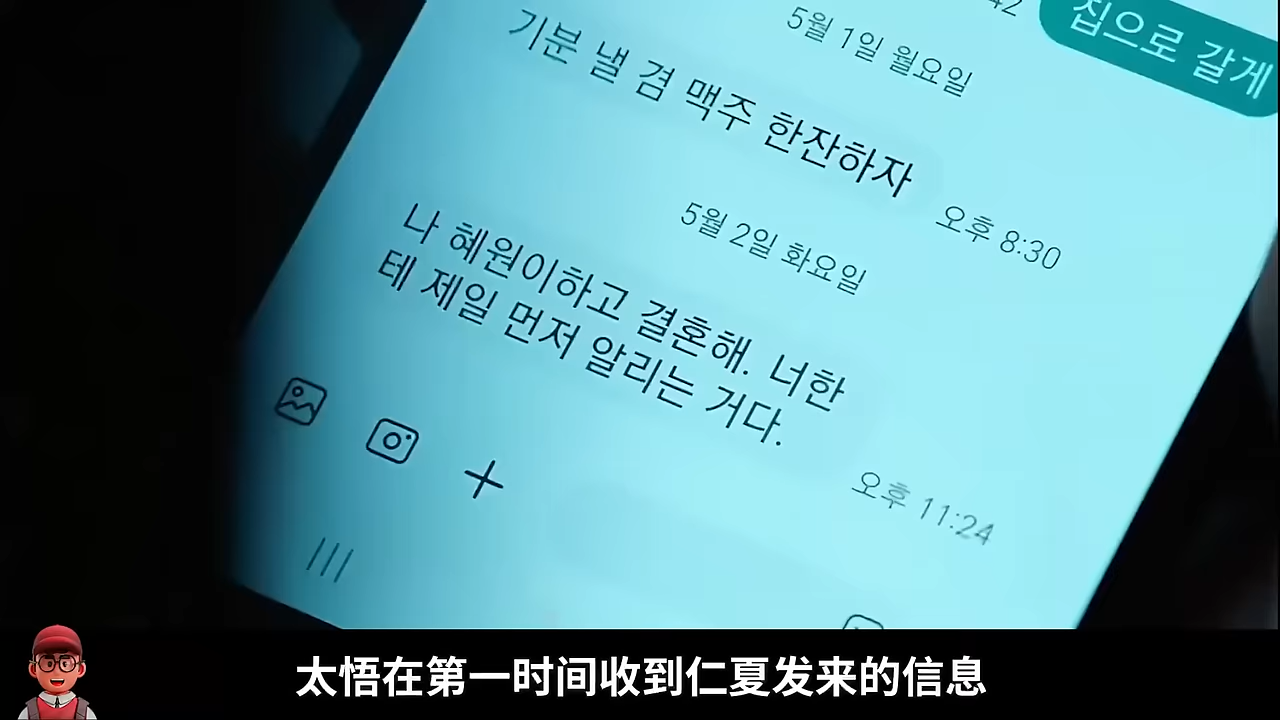 집으로 갈게
5월 1일 월요일
기분 낼 겸 맥주 한잔하자
오후 8:30
5월 2일 화요일
나 혜원이하고 결혼해. 너한
테 제일 먼저 알리는 거다.
오후 11:24
太悟在第一时间收到仁夏发来的信息